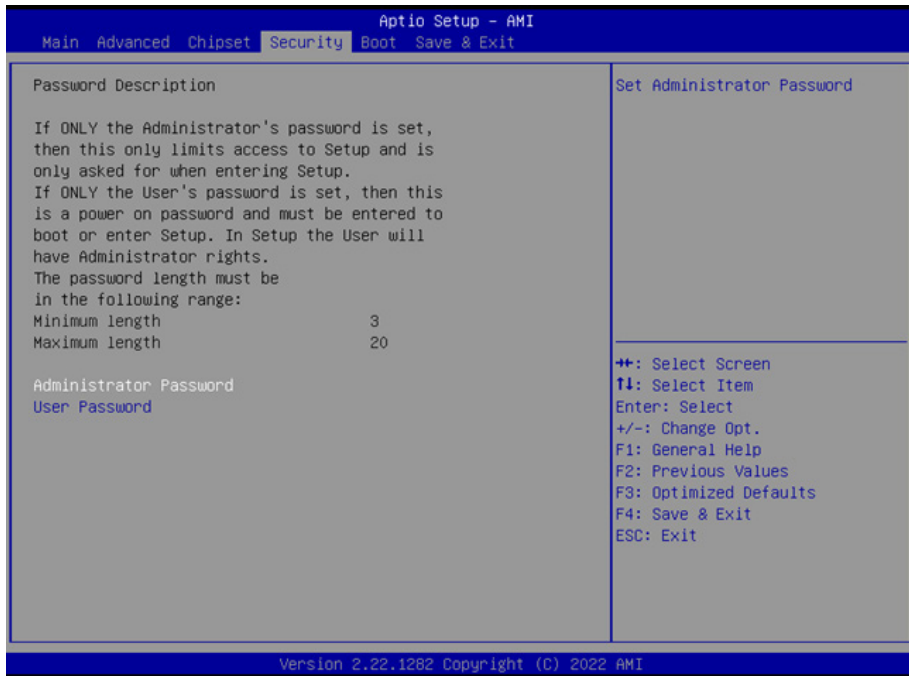 Aptio Setup – AMI
Main Advanced Chipset Security Boot Save & Exit
Password Description
If ONLY the Administrator's password is set,
then this only limits access to Setup and is
only asked for when entering Setup.
If ONLY the User's password is set, then this
is a power on password and must be entered to
boot or enter Setup. In Setup the User will
have Administrator rights.
The password length must be
in the following range:
Minimum length 3
Maximum length 20
Administrator Password
User Password
Set Administrator Password
→←: Select Screen
↑↓: Select Item
Enter: Select
+/-: Change Opt.
F1: General Help
F2: Previous Values
F3: Optimized Defaults
F4: Save & Exit
ESC: Exit
Version 2.22.1282 Copyright (C) 2022 AMI